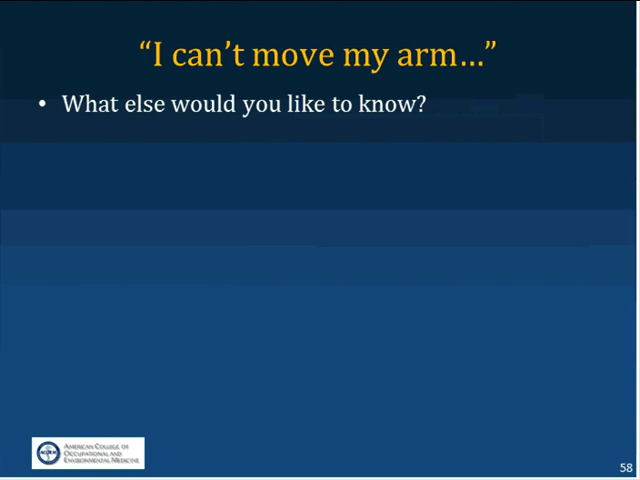 “I can’t move my arm…”
• What else would you like to know?
American College of
Occupational and
Environmental Medicine
58